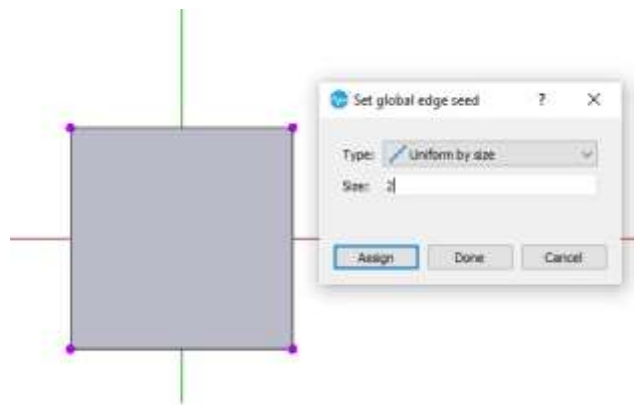 Set global edge seed ? X
Type: Uniform by size
Size: 2
Assign Done Cancel